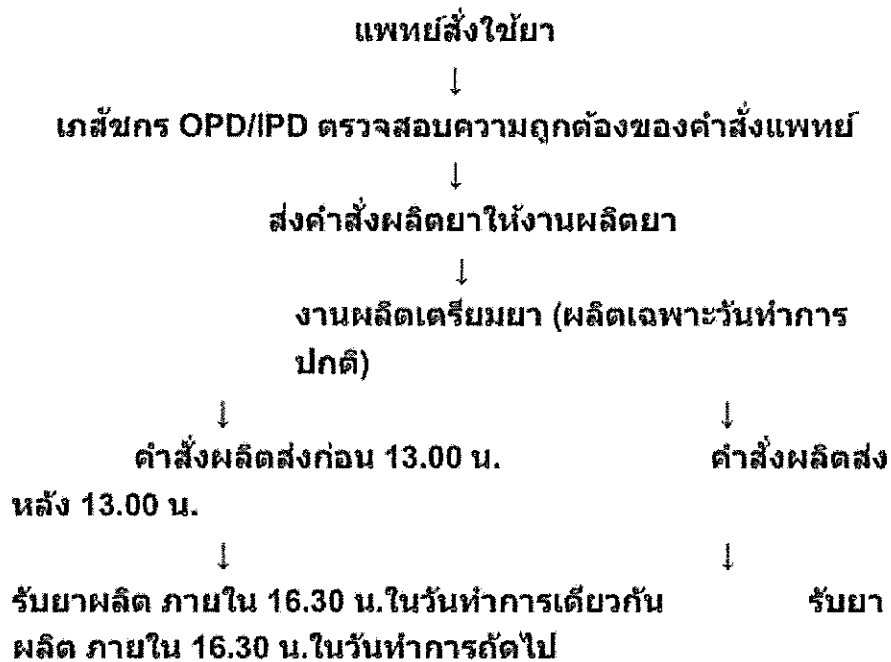 แพทย์สั่งใช้ยา
↓
เภสัชกร OPD/IPD ตรวจสอบความถูกต้องของคำสั่งแพทย์
↓
ส่งคำสั่งผลิตยาให้งานผลิตยา
↓
งานผลิตเตรียมยา (ผลิตเฉพาะวันทำการ
ปกติ)
↓ ↓
คำสั่งผลิตส่งก่อน 13.00 น. คำสั่งผลิตส่ง
หลัง 13.00 น.
↓ ↓
รับยาผลิต ภายใน 16.30 น.ในวันทำการเดียวกัน รับยา
ผลิต ภายใน 16.30 น.ในวันทำการถัดไป